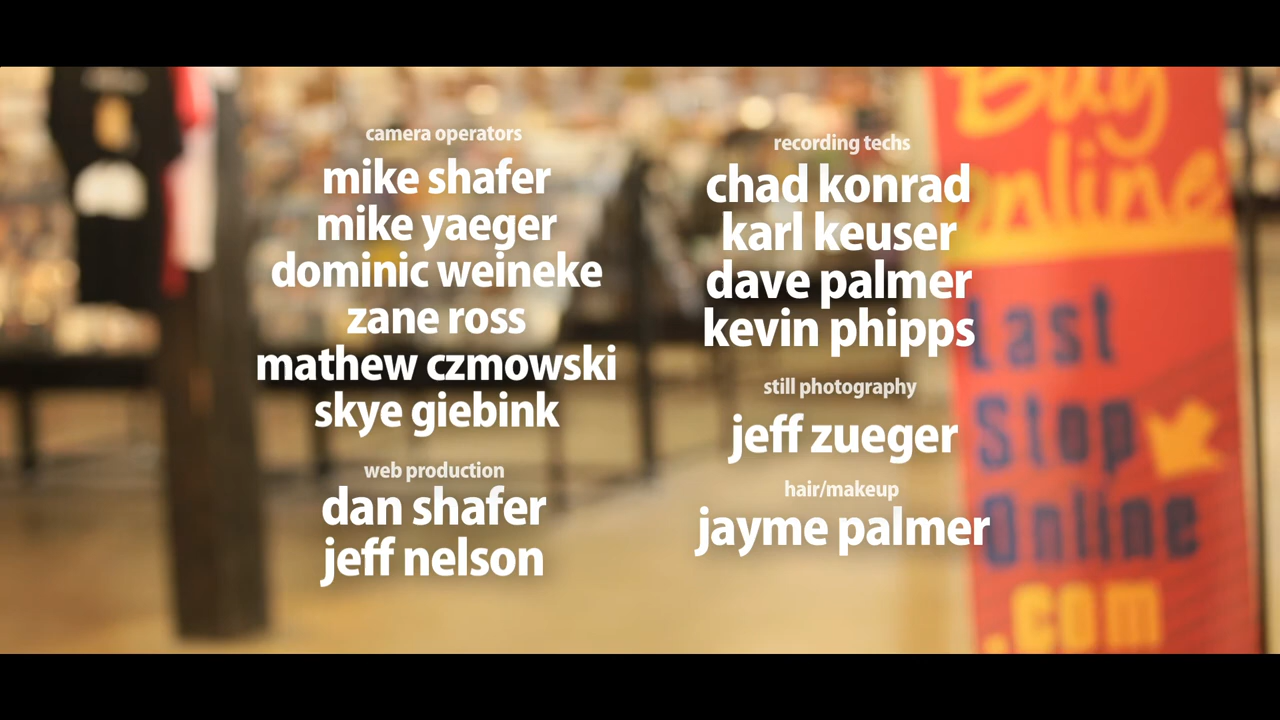 camera operators
mike shafer
mike yaeger
dominic weineke
zane ross
mathew czmowski
skye giebink
web production
dan shafer
jeff nelson
recording techs
chad konrad
karl keuser
dave palmer
kevin phipps
still photography
jeff zueger
hair/makeup
jayme palmer
Buy
online
Last
Stop
Online
.com